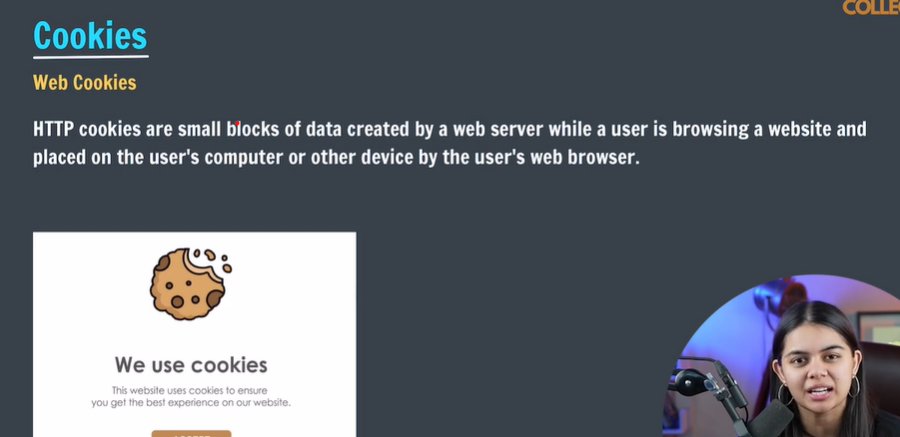 Cookies
Web Cookies
HTTP cookies are small blocks of data created by a web server while a user is browsing a website and
placed on the user's computer or other device by the user's web browser.
We use cookies
This website uses cookies to ensure
you get the best experience on our website.